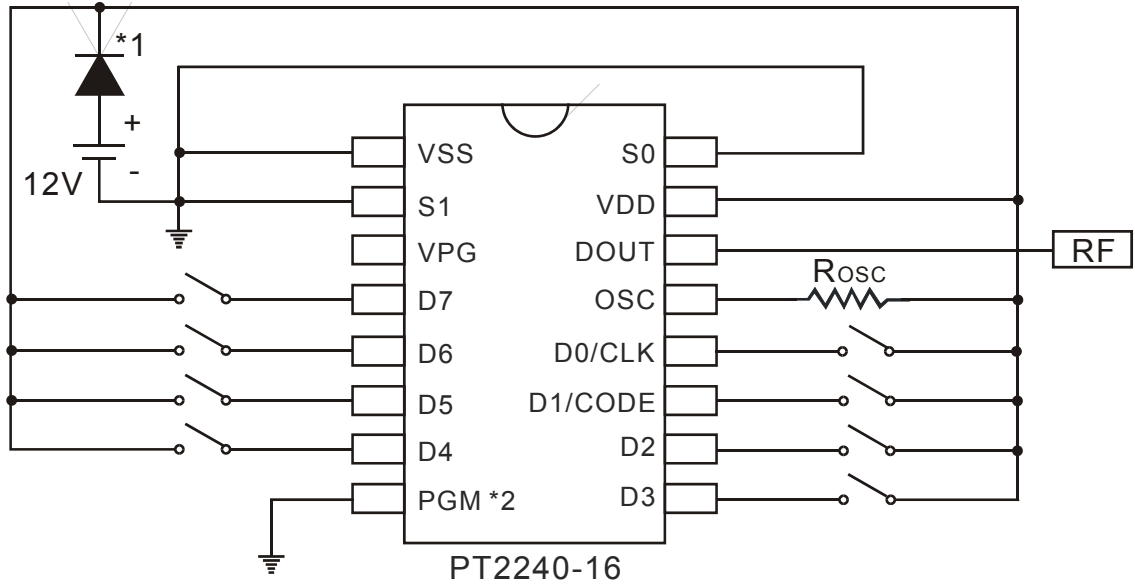 *1
+
12V
-
VSS
S1
VPG
D7
D6
D5
D4
PGM *2
S0
VDD
DOUT
OSC
D0/CLK
D1/CODE
D2
D3
RF
ROSC
PT2240-16